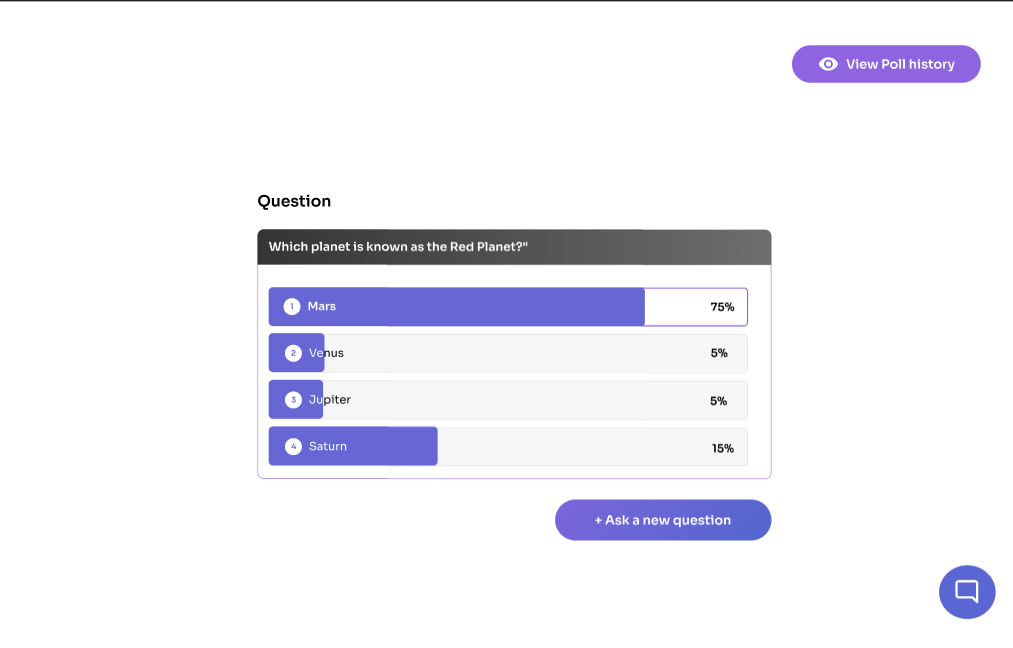 View Poll history
Question
Which planet is known as the Red Planet?"
1 Mars 75%
2 Venus 5%
3 Jupiter 5%
4 Saturn 15%
+ Ask a new question